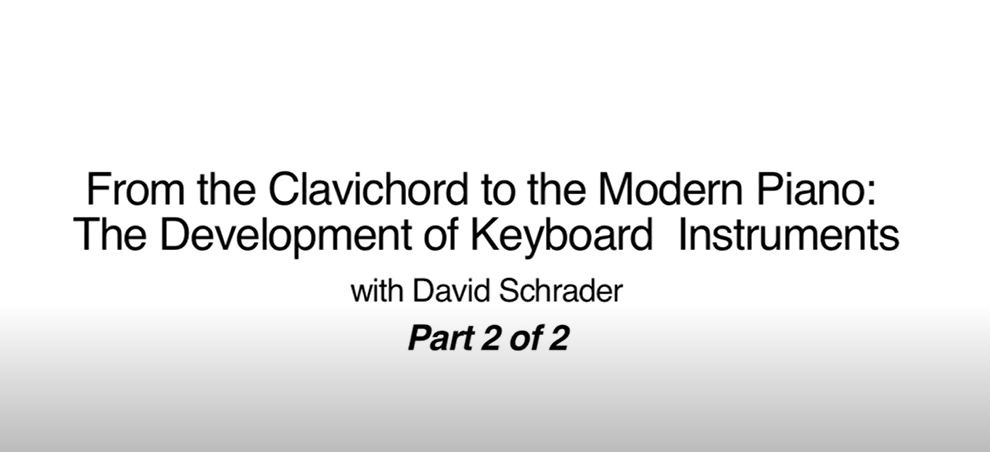 From the Clavichord to the Modern Piano:
The Development of Keyboard  Instruments
with David Schrader
Part 2 of 2